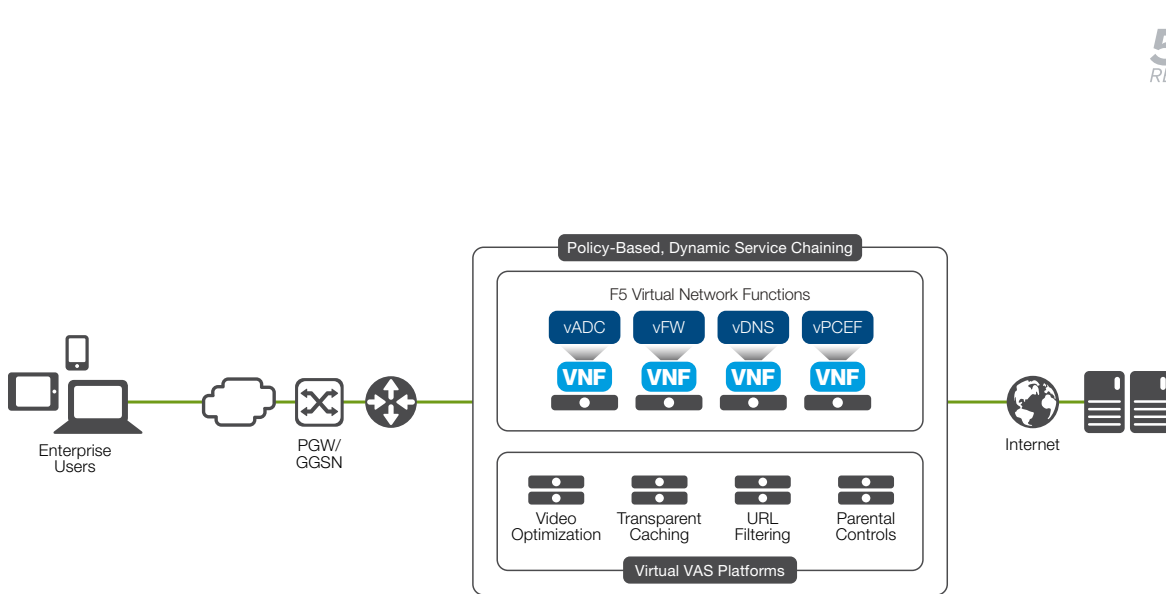 Policy-Based, Dynamic Service Chaining
F5 Virtual Network Functions
vADC
vFW
vDNS
vPCEF
VNF
VNF
VNF
VNF
Enterprise
Users
PGW/
GGSN
Internet
Video
Optimization
Transparent
Caching
URL
Filtering
Parental
Controls
Virtual VAS Platforms